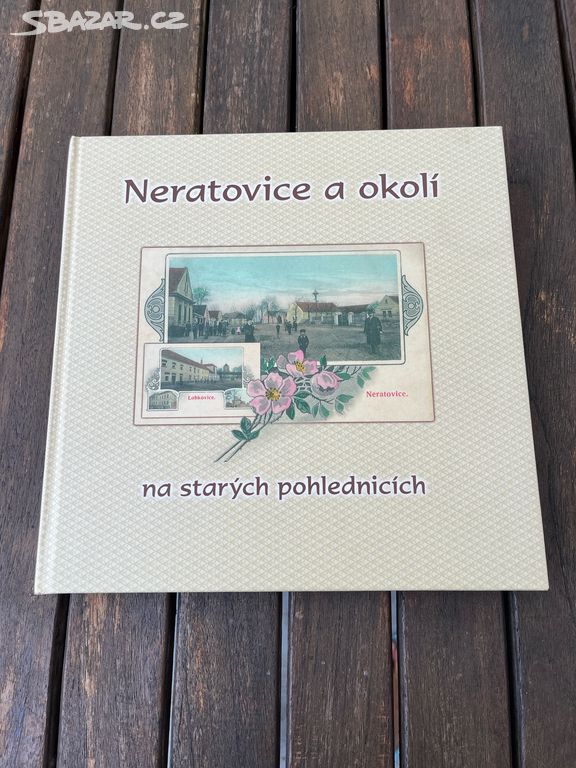 SBAZAR.CZ
Neratovice a okolí
Lobkovice.
Neratovice.
na starých pohlednicích